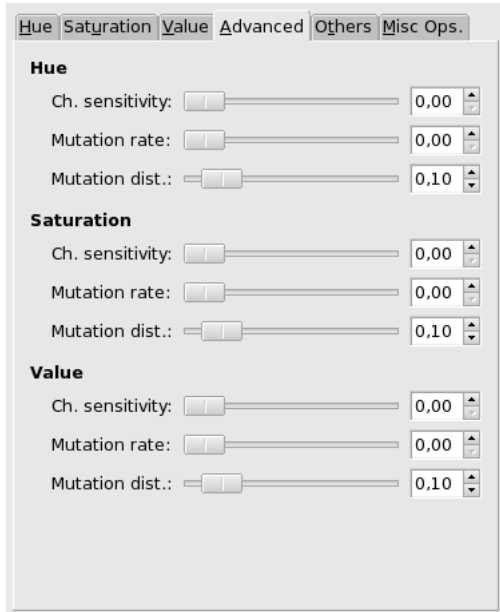 Hue Saturation Value Advanced Others Misc Ops.
Hue
Ch. sensitivity: 0,00
Mutation rate: 0,00
Mutation dist.: 0,10
Saturation
Ch. sensitivity: 0,00
Mutation rate: 0,00
Mutation dist.: 0,10
Value
Ch. sensitivity: 0,00
Mutation rate: 0,00
Mutation dist.: 0,10